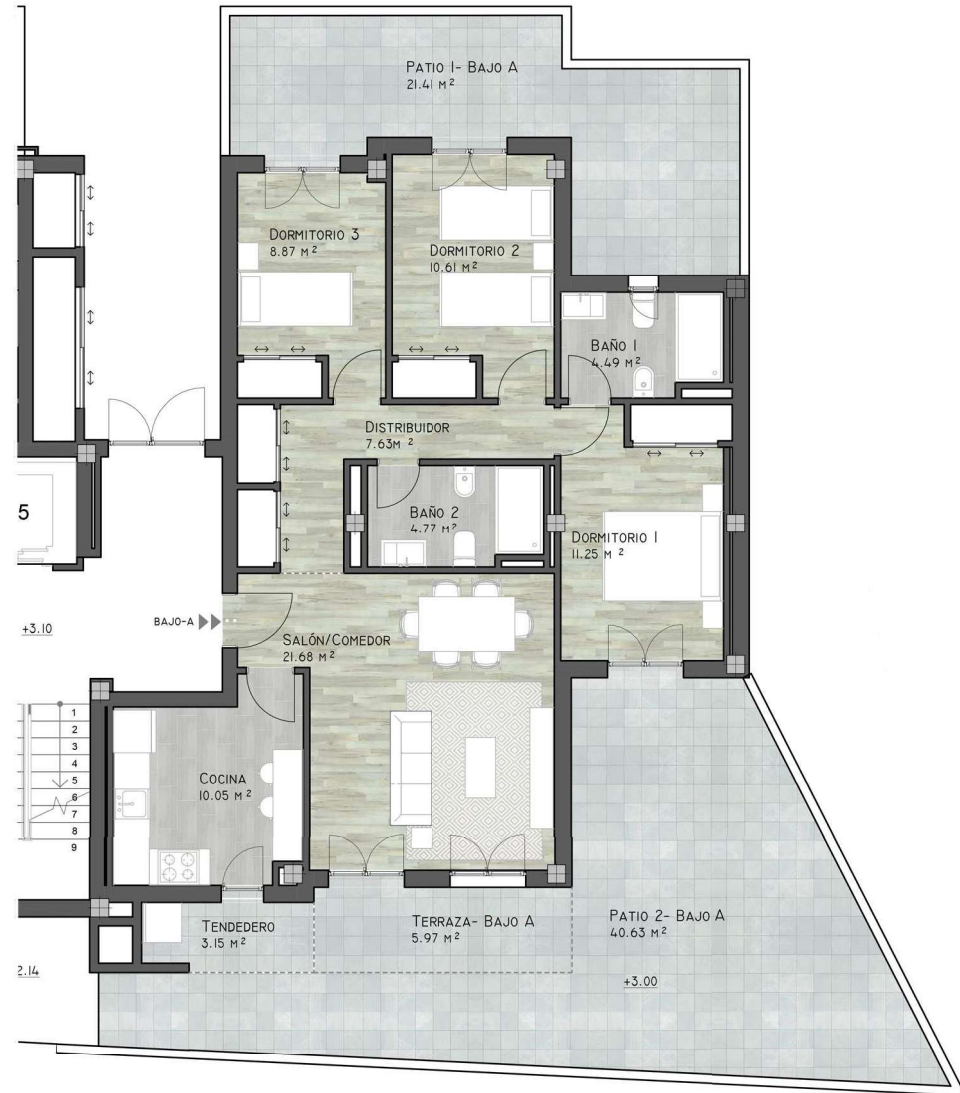 PATIO 1- BAJO A
21.41 M²
DORMITORIO 3
8.87 M²
DORMITORIO 2
10.61 M²
BAÑO 1
4.49 M²
DISTRIBUIDOR
7.63M ²
5
BAÑO 2
4.77 M²
DORMITORIO 1
11.25 M ²
+3.10
BAJO-A
SALÓN/COMEDOR
21.68 M²
1
2
3
4
5
6
7
8
9
COCINA
10.05 M²
TENDEDERO
3.15 M²
TERRAZA- BAJO A
5.97 M²
PATIO 2- BAJO A
40.63 M²
2.14
+3.00